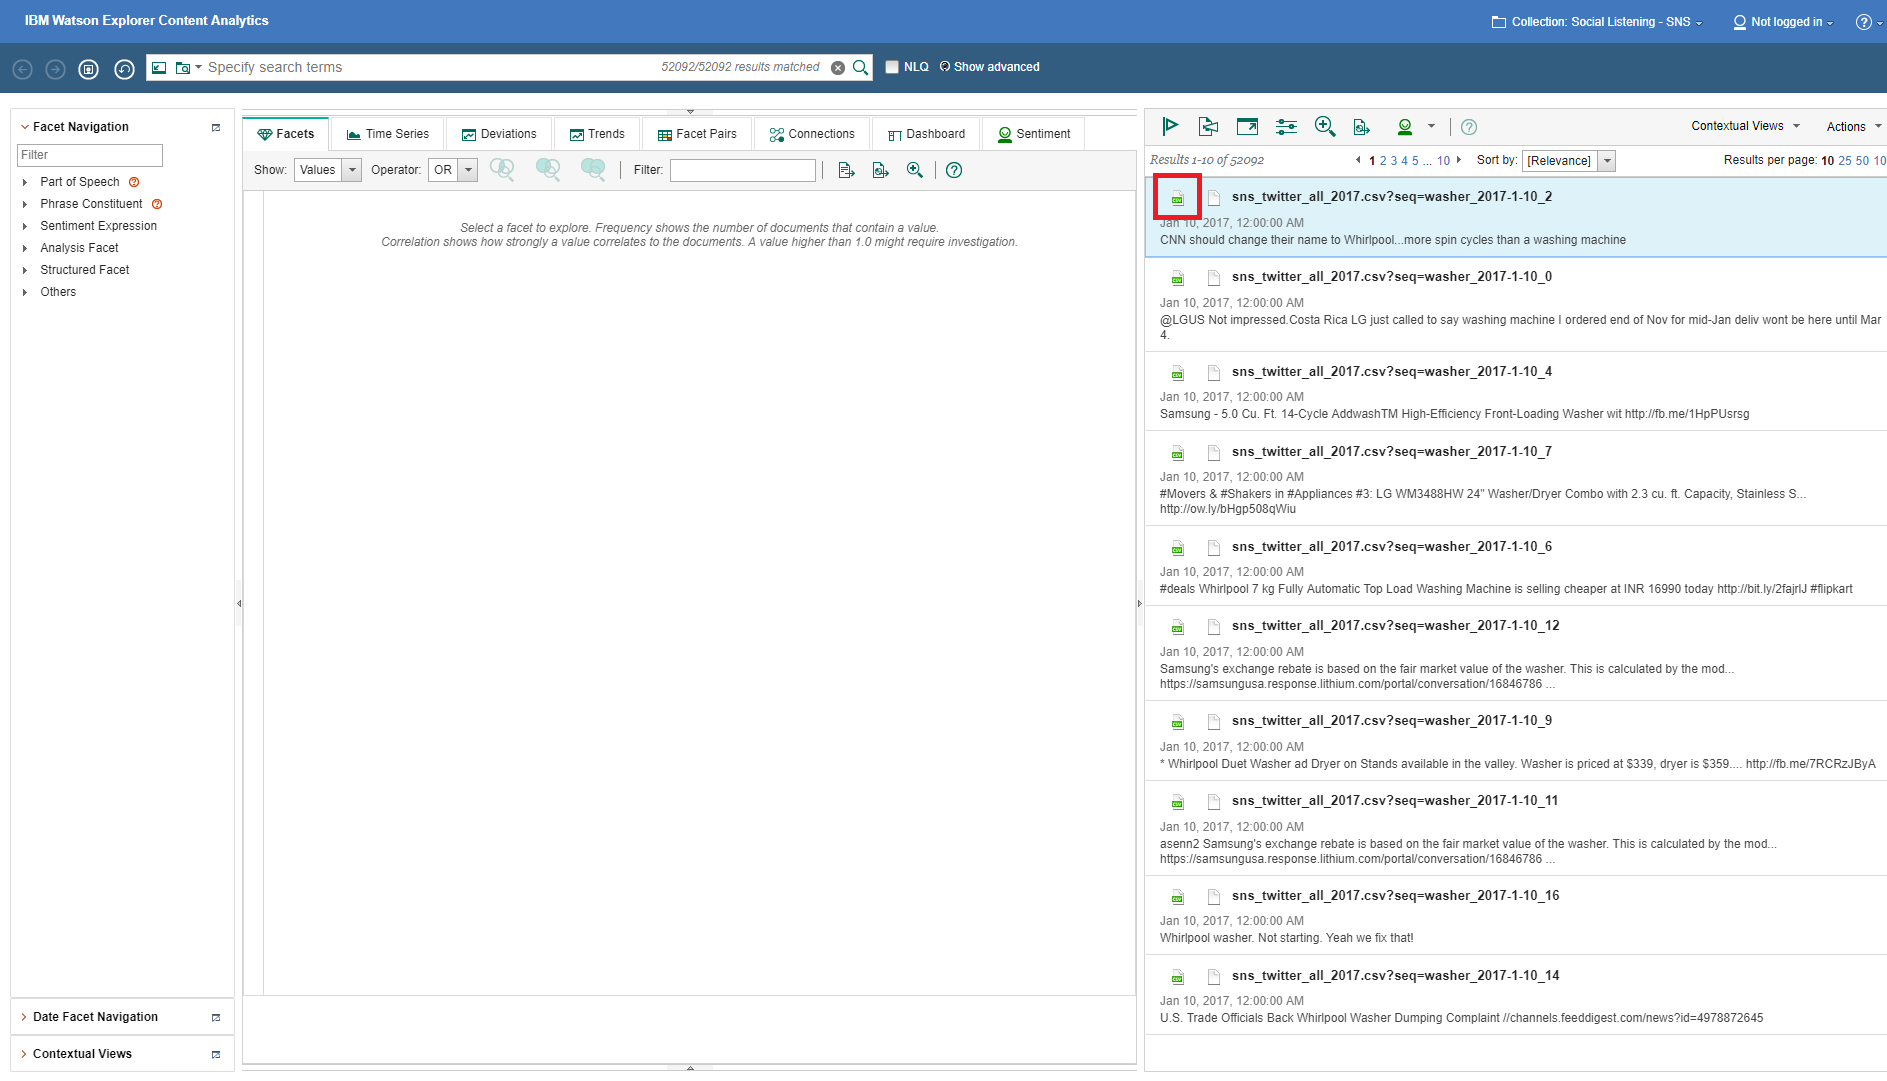 IBM Watson Explorer Content Analytics
Collection: Social Listening - SNS
Not logged in
Specify search terms
52092/52092 results matched
NLQ
Show advanced
Facet Navigation
Filter
Part of Speech
Phrase Constituent
Sentiment Expression
Analysis Facet
Structured Facet
Others
Date Facet Navigation
Contextual Views
Facets
Time Series
Deviations
Trends
Facet Pairs
Connections
Dashboard
Sentiment
Show: Values Operator: OR Filter:
Select a facet to explore. Frequency shows the number of documents that contain a value.
Correlation shows how strongly a value correlates to the documents. A value higher than 1.0 might require investigation.
Contextual Views
Actions
Results 1-10 of 52092
1 2 3 4 5 ... 10
Sort by: [Relevance]
Results per page: 10 25 50 10
sns_twitter_all_2017.csv?seq=washer_2017-1-10_2
Jan 10, 2017, 12:00:00 AM
CNN should change their name to Whirlpool...more spin cycles than a washing machine
sns_twitter_all_2017.csv?seq=washer_2017-1-10_0
Jan 10, 2017, 12:00:00 AM
@LGUS Not impressed.Costa Rica LG just called to say washing machine I ordered end of Nov for mid-Jan deliv wont be here until Mar
4.
sns_twitter_all_2017.csv?seq=washer_2017-1-10_4
Jan 10, 2017, 12:00:00 AM
Samsung - 5.0 Cu. Ft. 14-Cycle AddwashTM High-Efficiency Front-Loading Washer wit http://fb.me/1HpPUsrsg
sns_twitter_all_2017.csv?seq=washer_2017-1-10_7
Jan 10, 2017, 12:00:00 AM
#Movers & #Shakers in #Appliances #3: LG WM3488HW 24" Washer/Dryer Combo with 2.3 cu. ft. Capacity, Stainless S...
http://ow.ly/bHgp508qWiu
sns_twitter_all_2017.csv?seq=washer_2017-1-10_6
Jan 10, 2017, 12:00:00 AM
#deals Whirlpool 7 kg Fully Automatic Top Load Washing Machine is selling cheaper at INR 16990 today http://bit.ly/2fajrlJ #flipkart
sns_twitter_all_2017.csv?seq=washer_2017-1-10_12
Jan 10, 2017, 12:00:00 AM
Samsung's exchange rebate is based on the fair market value of the washer. This is calculated by the mod...
https://samsungusa.response.lithium.com/portal/conversation/16846786 ...
sns_twitter_all_2017.csv?seq=washer_2017-1-10_9
Jan 10, 2017, 12:00:00 AM
* Whirlpool Duet Washer ad Dryer on Stands available in the valley. Washer is priced at $339, dryer is $359.... http://fb.me/7RCRzJByA
sns_twitter_all_2017.csv?seq=washer_2017-1-10_11
Jan 10, 2017, 12:00:00 AM
asenn2 Samsung's exchange rebate is based on the fair market value of the washer. This is calculated by the mod...
https://samsungusa.response.lithium.com/portal/conversation/16846786 ...
sns_twitter_all_2017.csv?seq=washer_2017-1-10_16
Jan 10, 2017, 12:00:00 AM
Whirlpool washer. Not starting. Yeah we fix that!
sns_twitter_all_2017.csv?seq=washer_2017-1-10_14
Jan 10, 2017, 12:00:00 AM
U.S. Trade Officials Back Whirlpool Washer Dumping Complaint //channels.feeddigest.com/news?id=4978872645